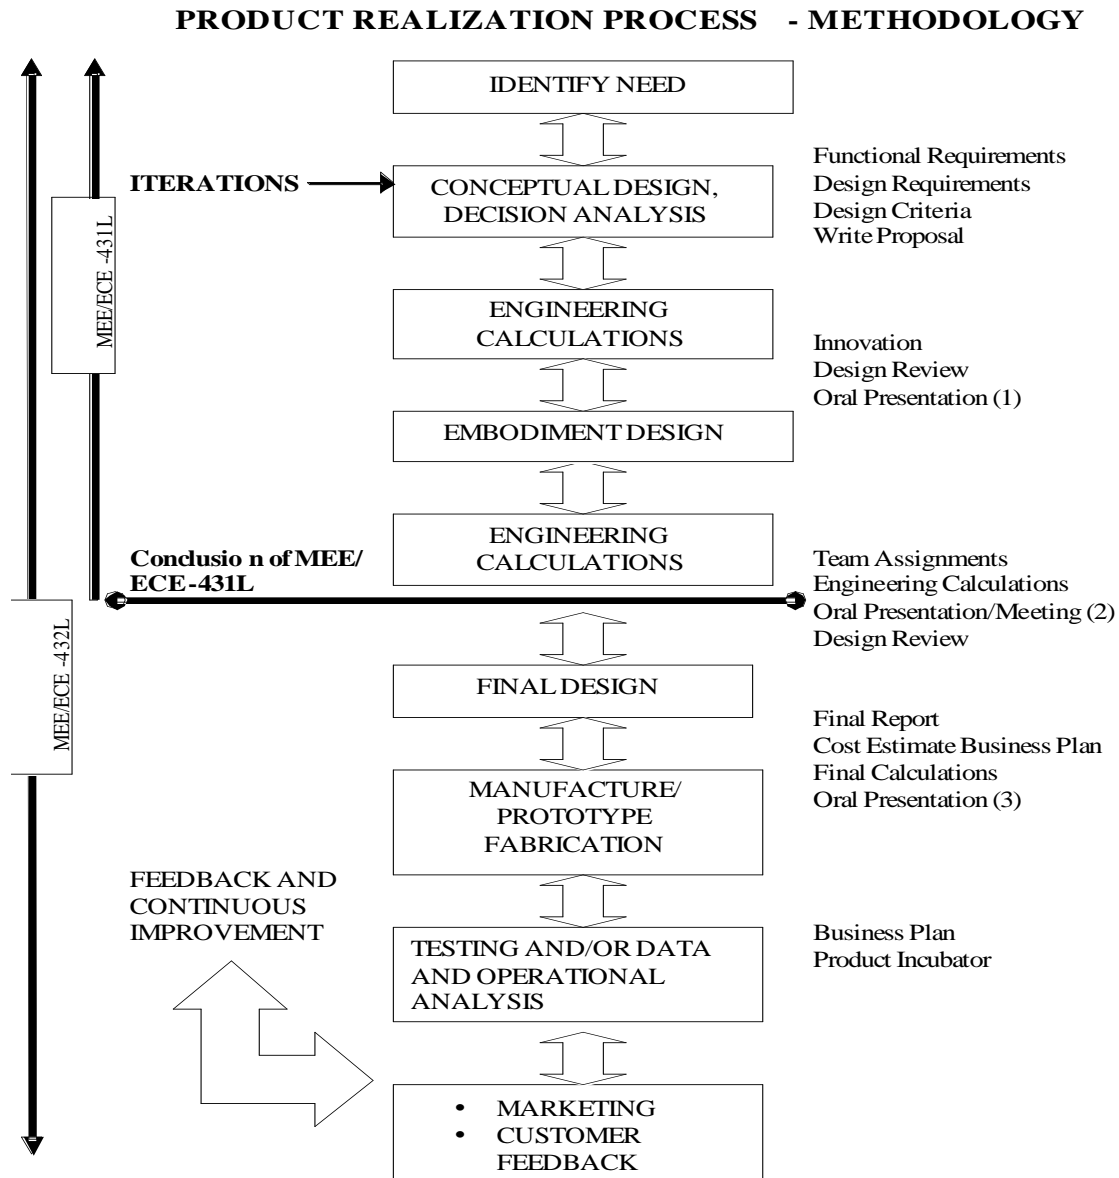 PRODUCT REALIZATION PROCESS - METHODOLOGY
IDENTIFY NEED
ITERATIONS
CONCEPTUAL DESIGN,
DECISION ANALYSIS
Functional Requirements
Design Requirements
Design Criteria
Write Proposal
MEE/ECE -431L
ENGINEERING
CALCULATIONS
Innovation
Design Review
Oral Presentation (1)
EMBODIMENT DESIGN
ENGINEERING
CALCULATIONS
Conclusio n of MEE/
ECE -431L
Team Assignments
Engineering Calculations
Oral Presentation/Meeting (2)
Design Review
MEE/ECE -432L
FINAL DESIGN
Final Report
Cost Estimate Business Plan
Final Calculations
Oral Presentation (3)
MANUFACTURE/
PROTOTYPE
FABRICATION
FEEDBACK AND
CONTINUOUS
IMPROVEMENT
TESTING AND/OR DATA
AND OPERATIONAL
ANALYSIS
Business Plan
Product Incubator
• MARKETING
• CUSTOMER
FEEDBACK